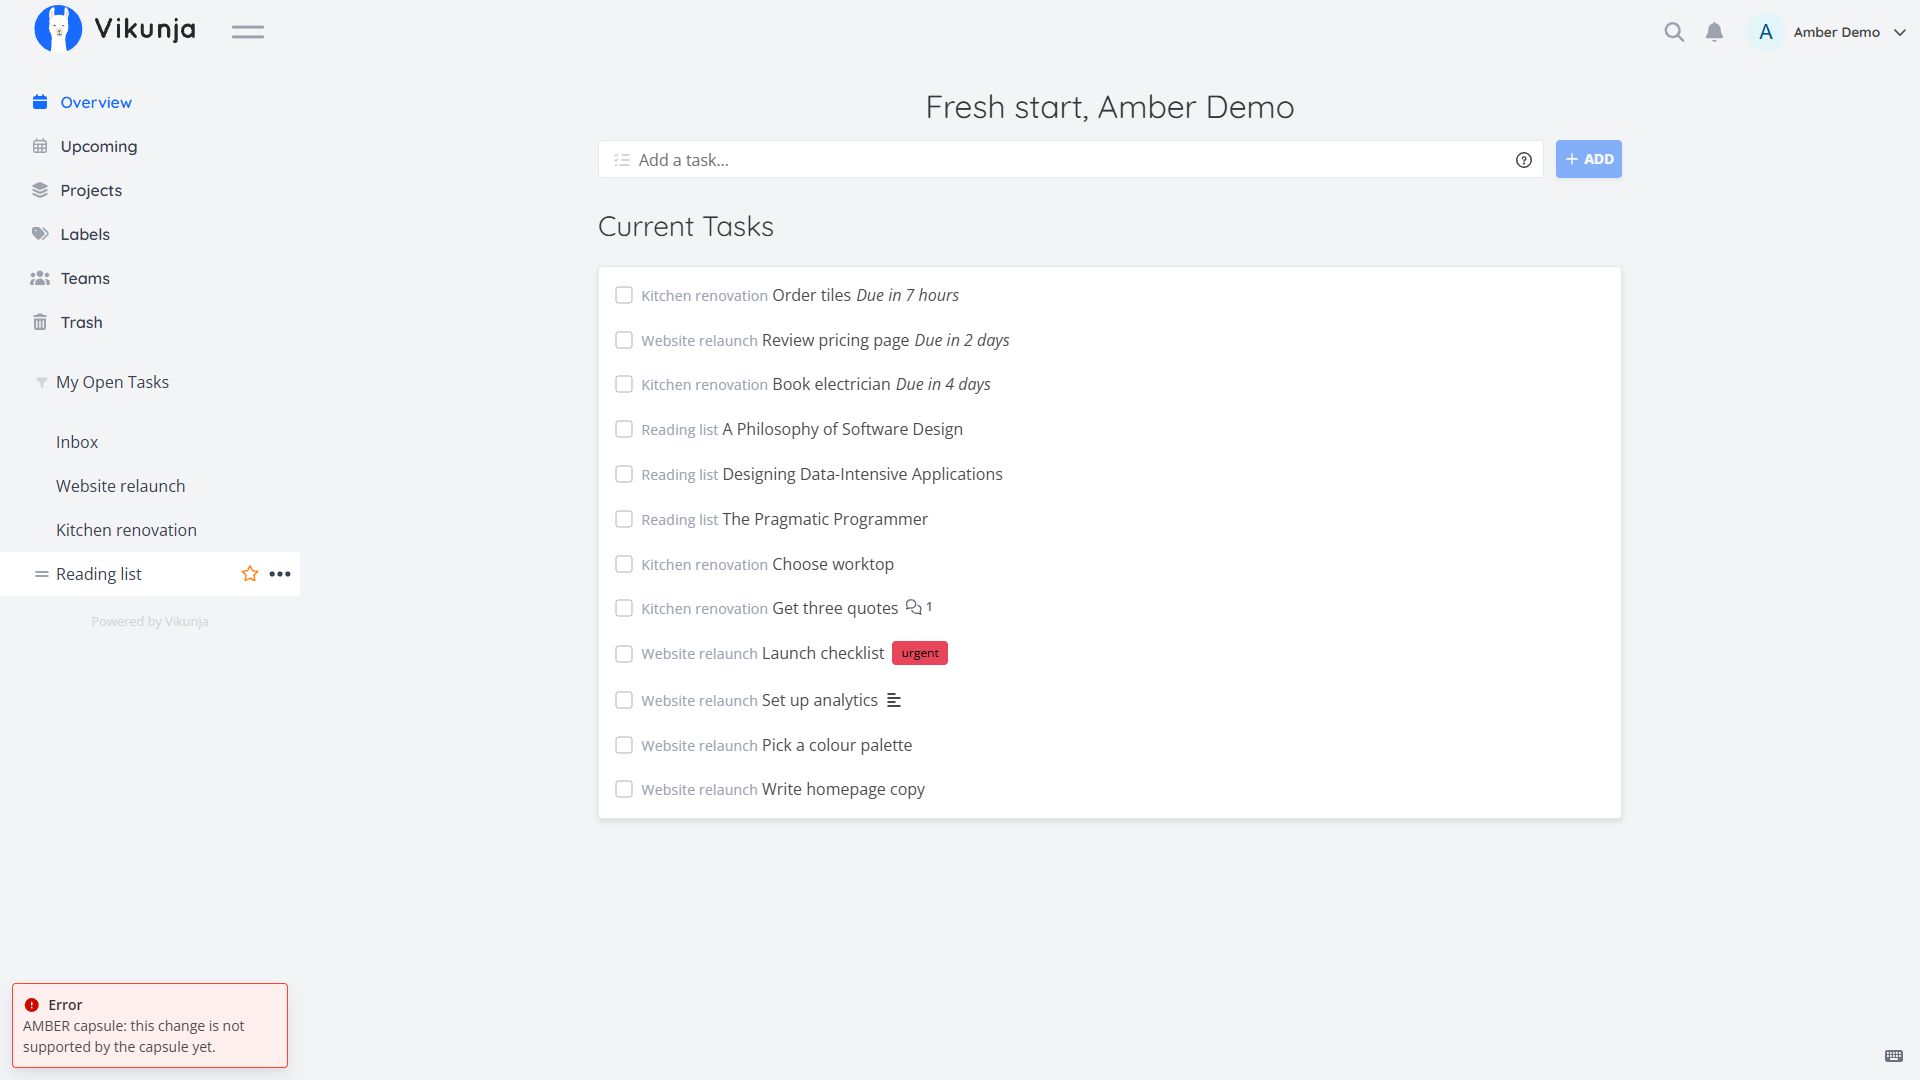 Vikunja
A
Amber Demo
Overview
Upcoming
Projects
Labels
Teams
Trash
My Open Tasks
Inbox
Website relaunch
Kitchen renovation
Reading list
Powered by Vikunja
Fresh start, Amber Demo
Add a task...
+ ADD
Current Tasks
Kitchen renovation Order tiles Due in 7 hours
Website relaunch Review pricing page Due in 2 days
Kitchen renovation Book electrician Due in 4 days
Reading list A Philosophy of Software Design
Reading list Designing Data-Intensive Applications
Reading list The Pragmatic Programmer
Kitchen renovation Choose worktop
Kitchen renovation Get three quotes 1
Website relaunch Launch checklist urgent
Website relaunch Set up analytics
Website relaunch Pick a colour palette
Website relaunch Write homepage copy
Error
AMBER capsule: this change is not
supported by the capsule yet.